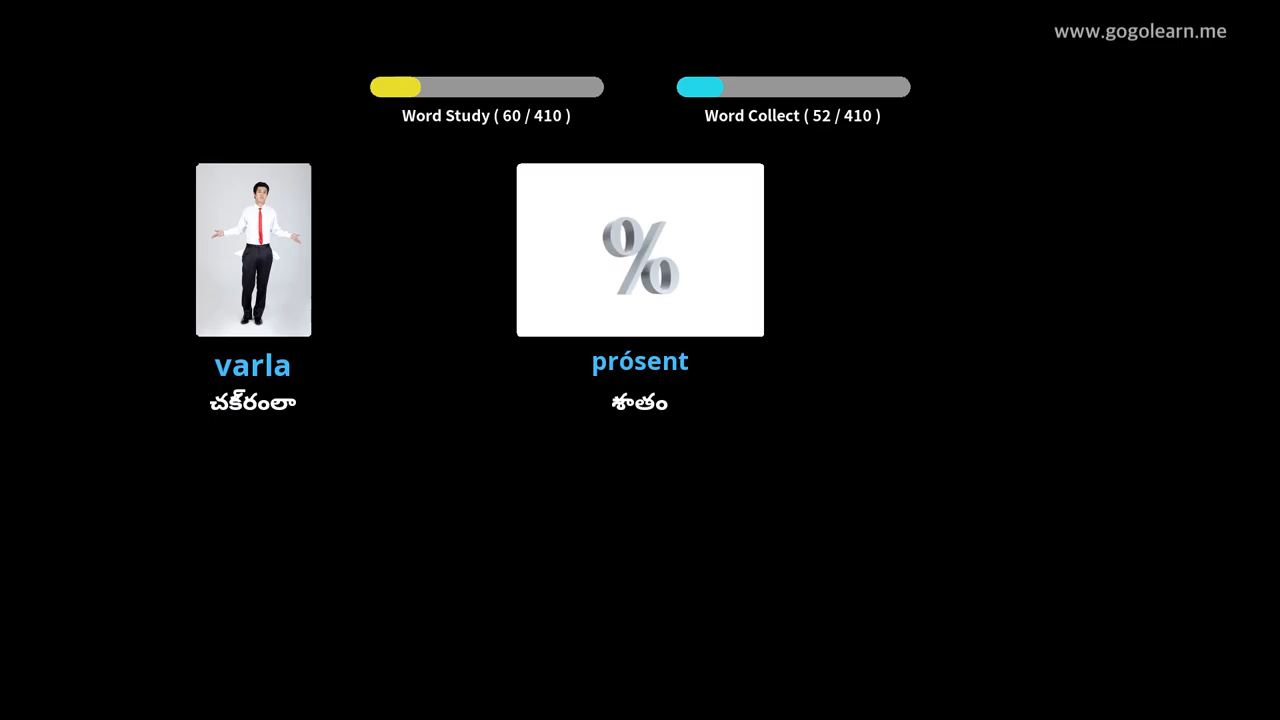 www.gogolearn.me
Word Study ( 60 / 410 )
Word Collect ( 52 / 410 )
varla
prósent
చక్రంలా
శాతం